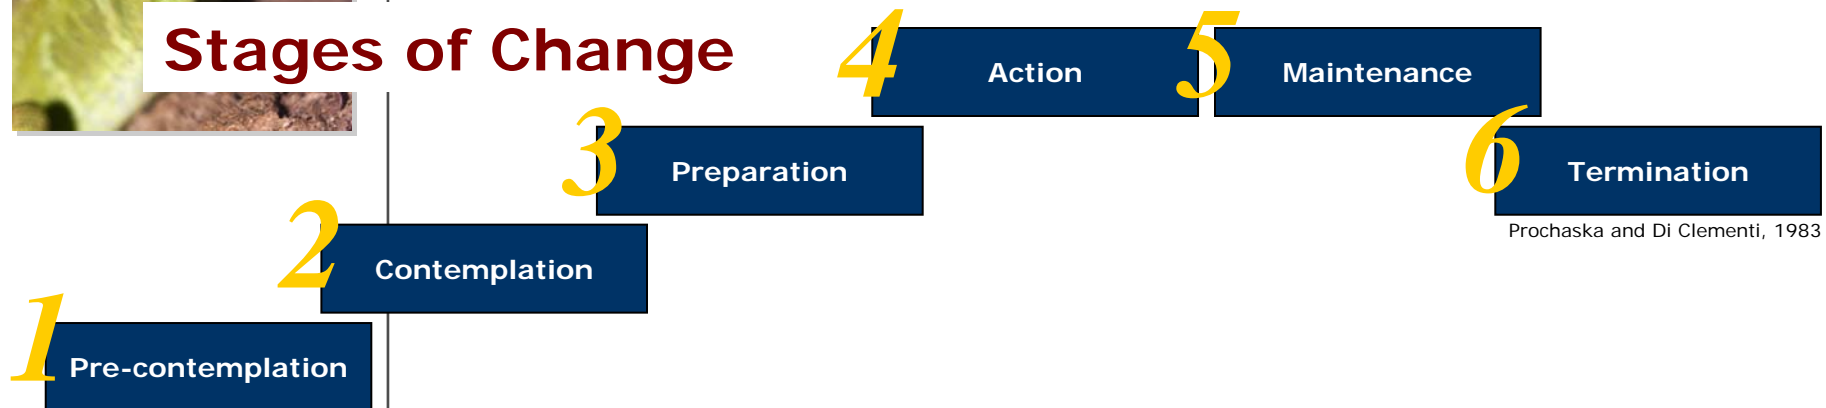 Stages of Change
1
Pre-contemplation
2
Contemplation
3
Preparation
4
Action
5
Maintenance
6
Termination
Prochaska and Di Clementi, 1983